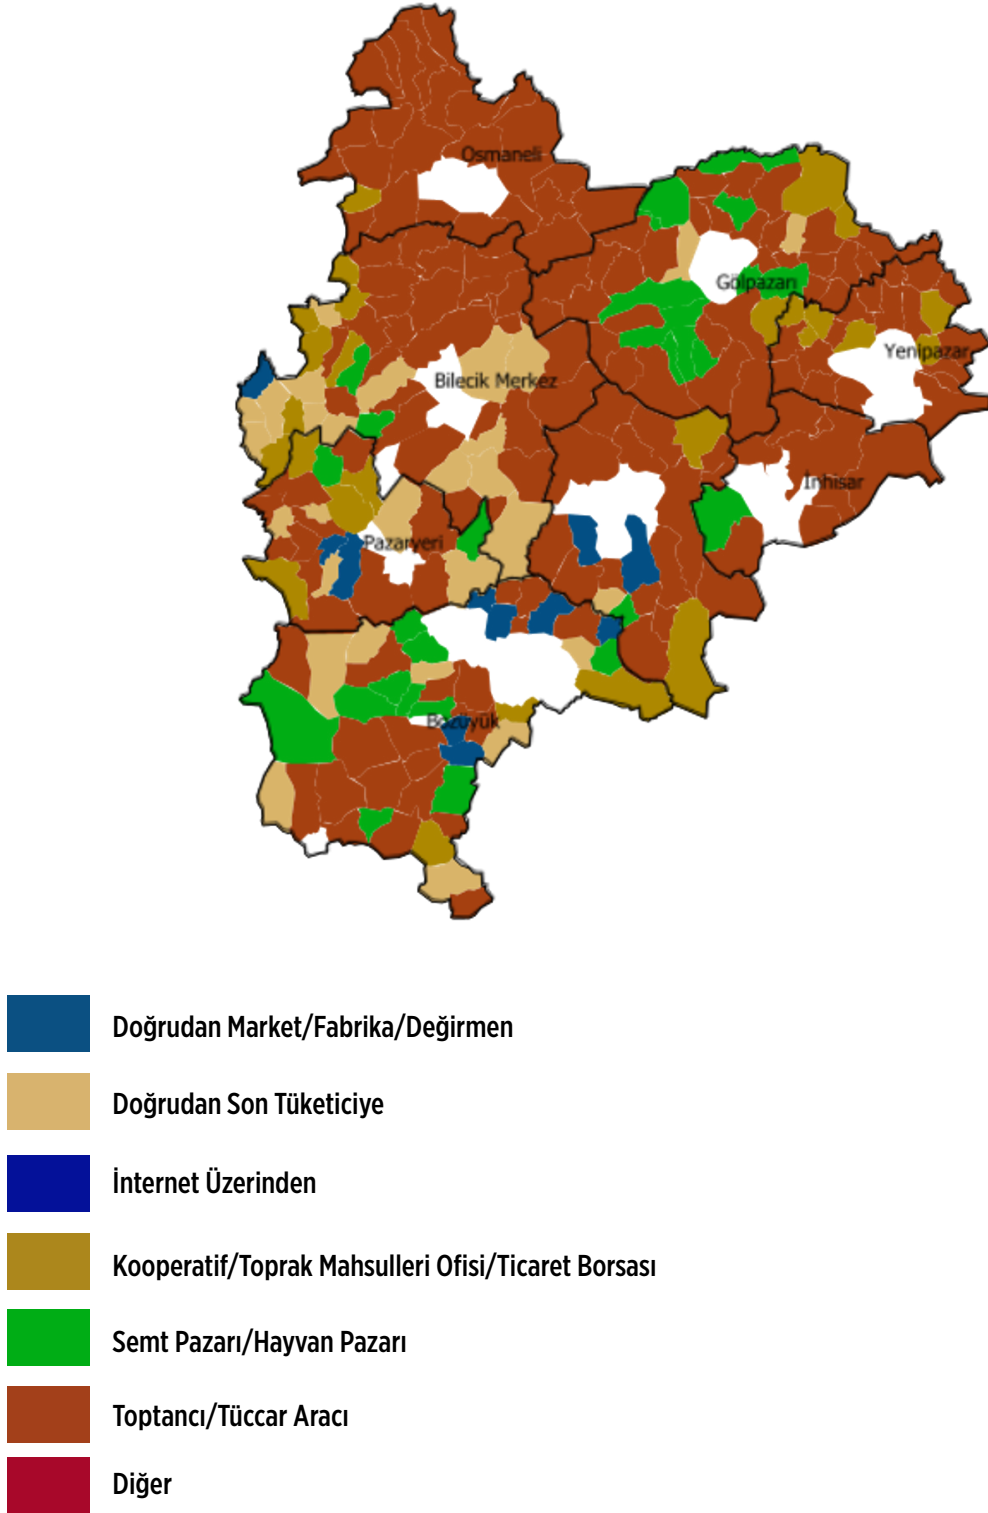 Osmaneli
Gölpazarı
Yenipazar
Bilecik Merkez
İnhisar
Pazaryeri
Bozüyük
Doğrudan Market/Fabrika/Değirmen
Doğrudan Son Tüketiciye
İnternet Üzerinden
Kooperatif/Toprak Mahsulleri Ofisi/Ticaret Borsası
Semt Pazarı/Hayvan Pazarı
Toptancı/Tüccar Aracı
Diğer